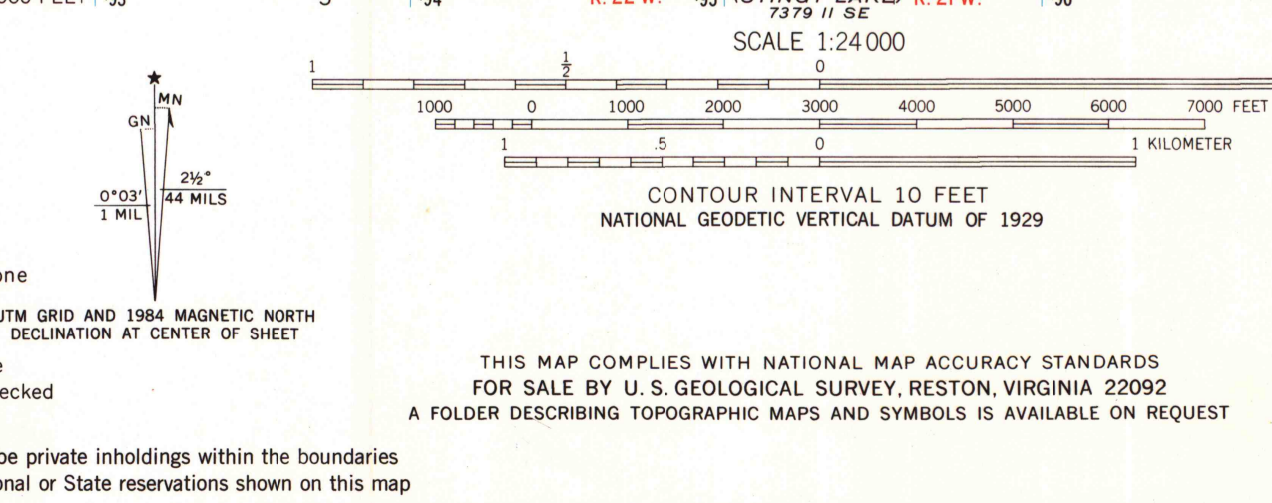 R. 22 W.
R. 21 W.
7379 II SE
SCALE 1:24 000
1 ½ 0
1000 0 1000 2000 3000 4000 5000 6000 7000 FEET
1 .5 0 1 KILOMETER
CONTOUR INTERVAL 10 FEET
NATIONAL GEODETIC VERTICAL DATUM OF 1929
★
MN
GN
2½°
44 MILS
0°03'
1 MIL
UTM GRID AND 1984 MAGNETIC NORTH
DECLINATION AT CENTER OF SHEET
THIS MAP COMPLIES WITH NATIONAL MAP ACCURACY STANDARDS
FOR SALE BY U. S. GEOLOGICAL SURVEY, RESTON, VIRGINIA 22092
A FOLDER DESCRIBING TOPOGRAPHIC MAPS AND SYMBOLS IS AVAILABLE ON REQUEST
be private inholdings within the boundaries
or State reservations shown on this map